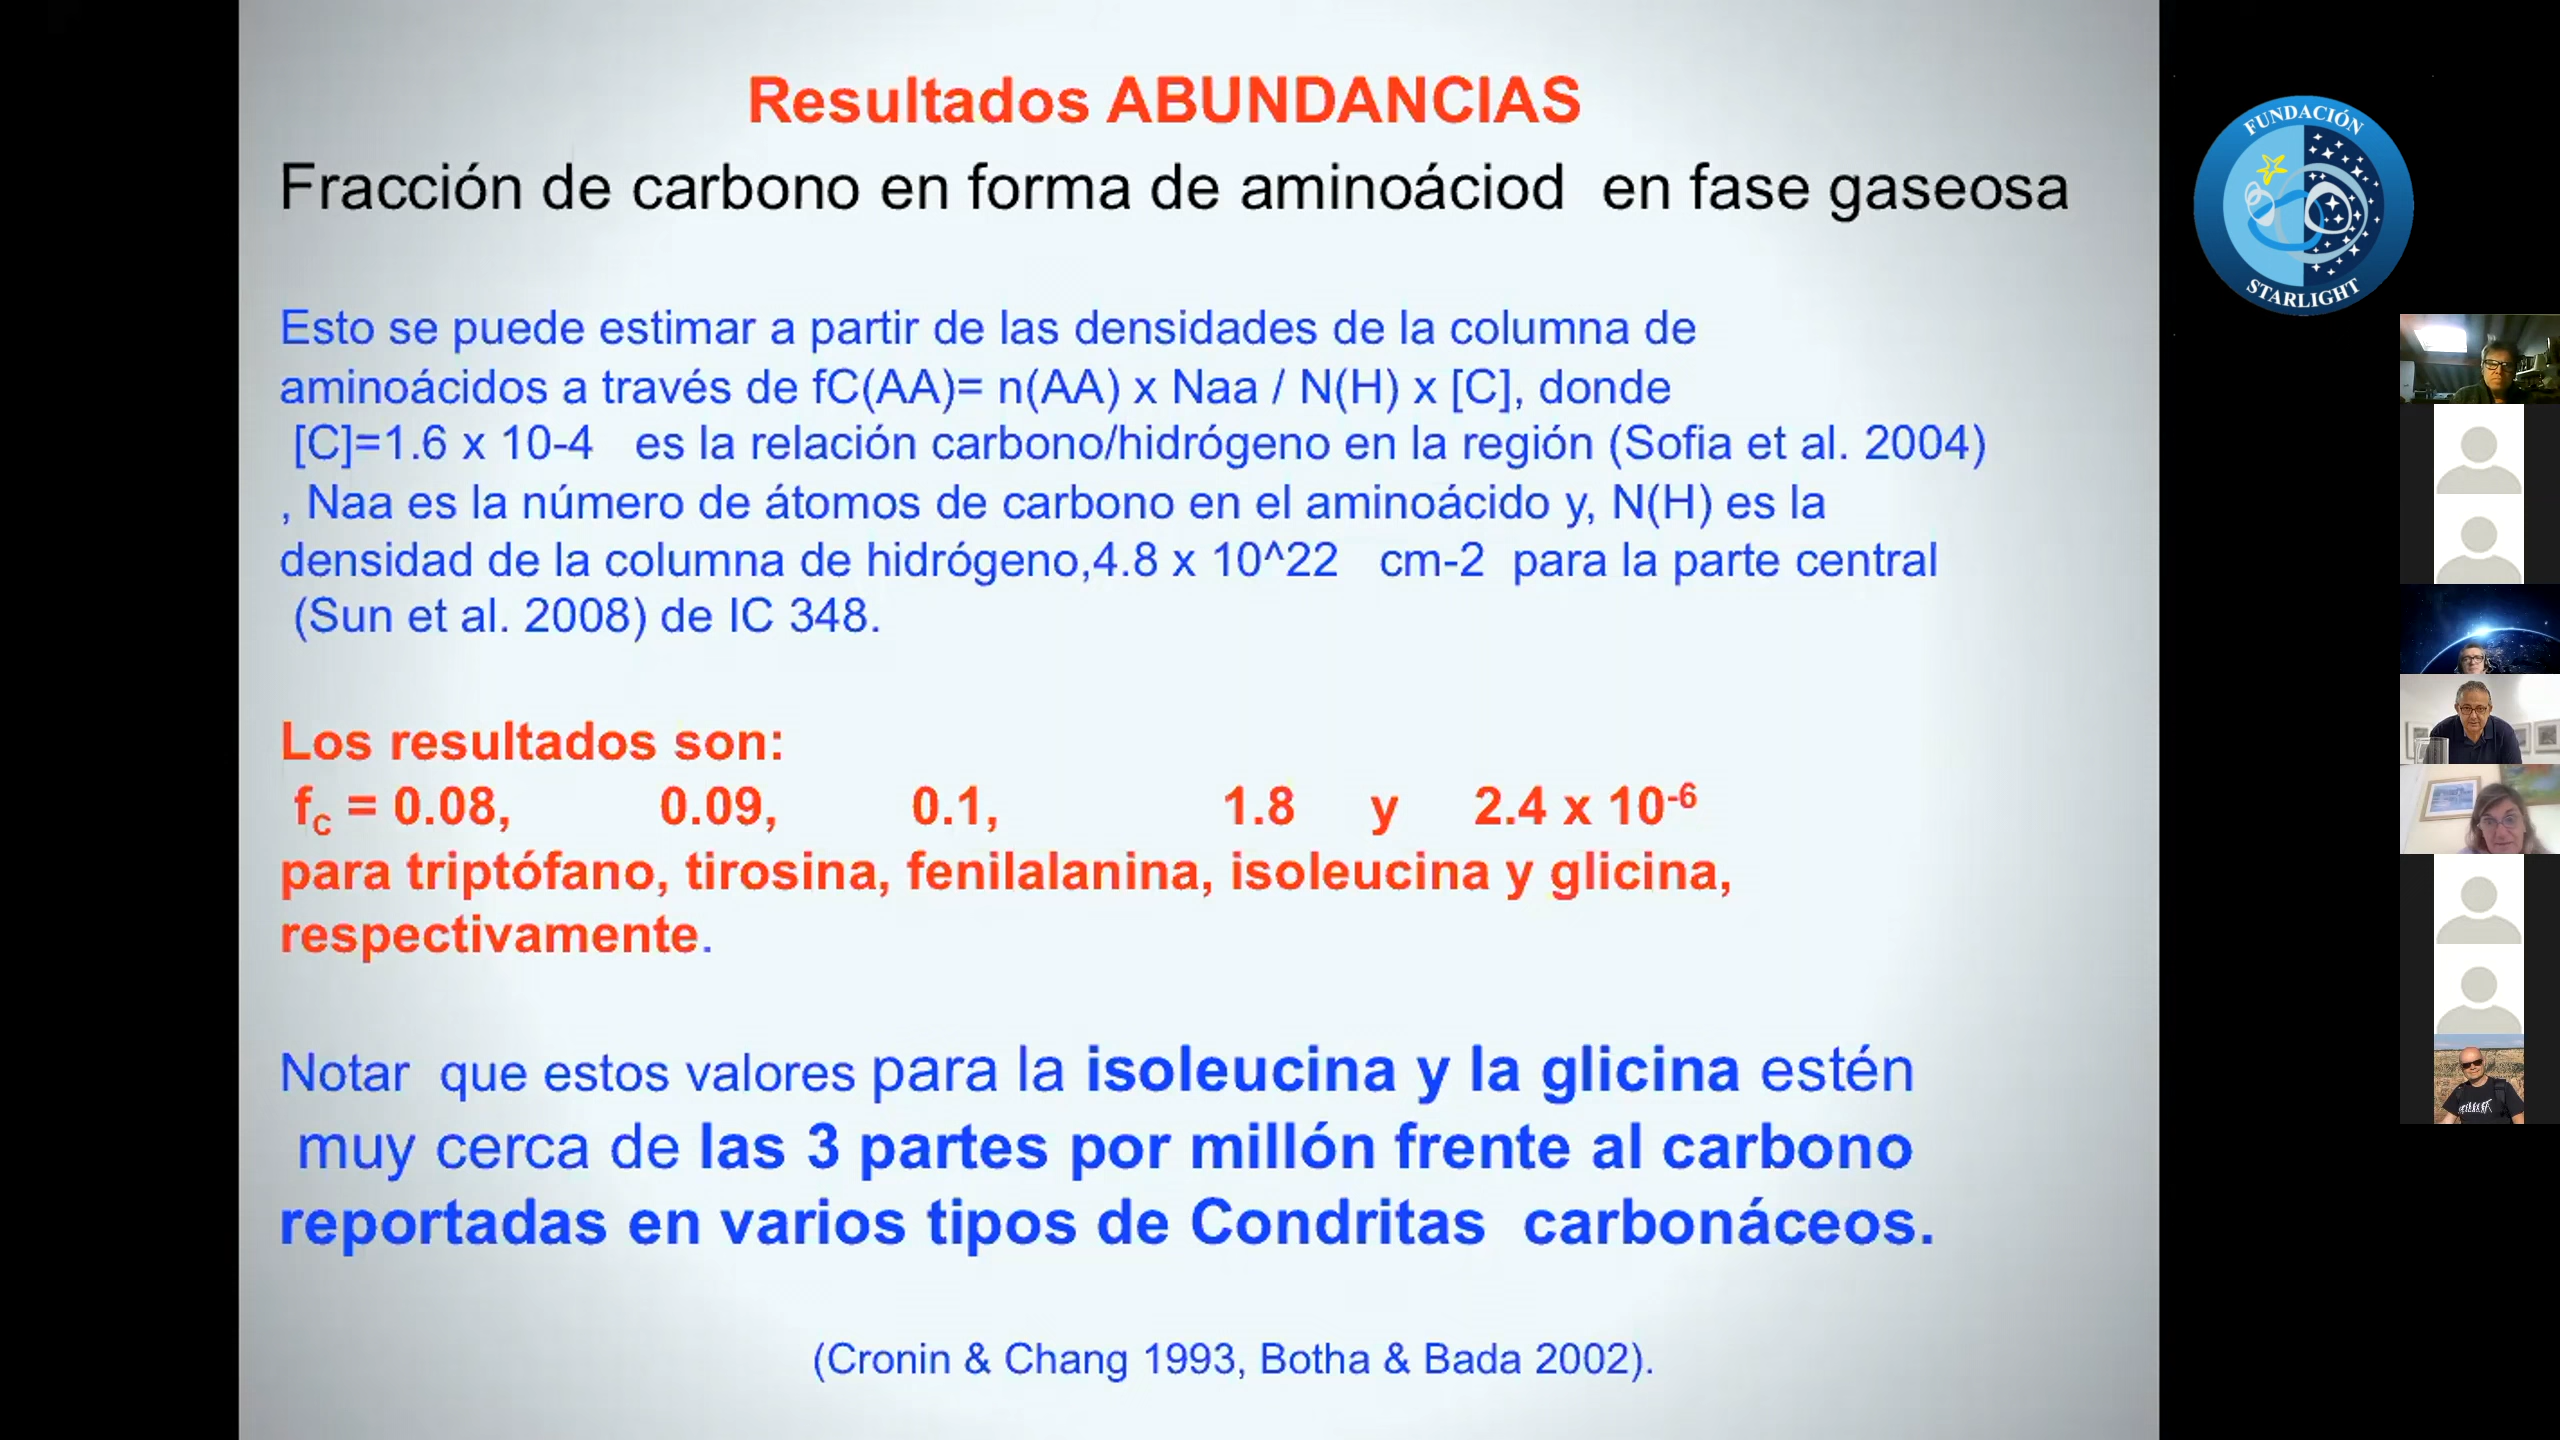 Resultados ABUNDANCIAS
Fracción de carbono en forma de aminoáciod en fase gaseosa
Esto se puede estimar a partir de las densidades de la columna de
aminoácidos a través de fC(AA)= n(AA) x Naa / N(H) x [C], donde
[C]=1.6 x 10-4 es la relación carbono/hidrógeno en la región (Sofia et al. 2004)
, Naa es la número de átomos de carbono en el aminoácido y, N(H) es la
densidad de la columna de hidrógeno,4.8 x 10^22 cm-2 para la parte central
(Sun et al. 2008) de IC 348.
Los resultados son:
fc = 0.08, 0.09, 0.1, 1.8 y 2.4 x 10-6
para triptófano, tirosina, fenilalanina, isoleucina y glicina,
respectivamente.
Notar que estos valores para la isoleucina y la glicina estén
muy cerca de las 3 partes por millón frente al carbono
reportadas en varios tipos de Condritas carbonáceos.
(Cronin & Chang 1993, Botha & Bada 2002).
FUNDACIÓN
STARLIGHT